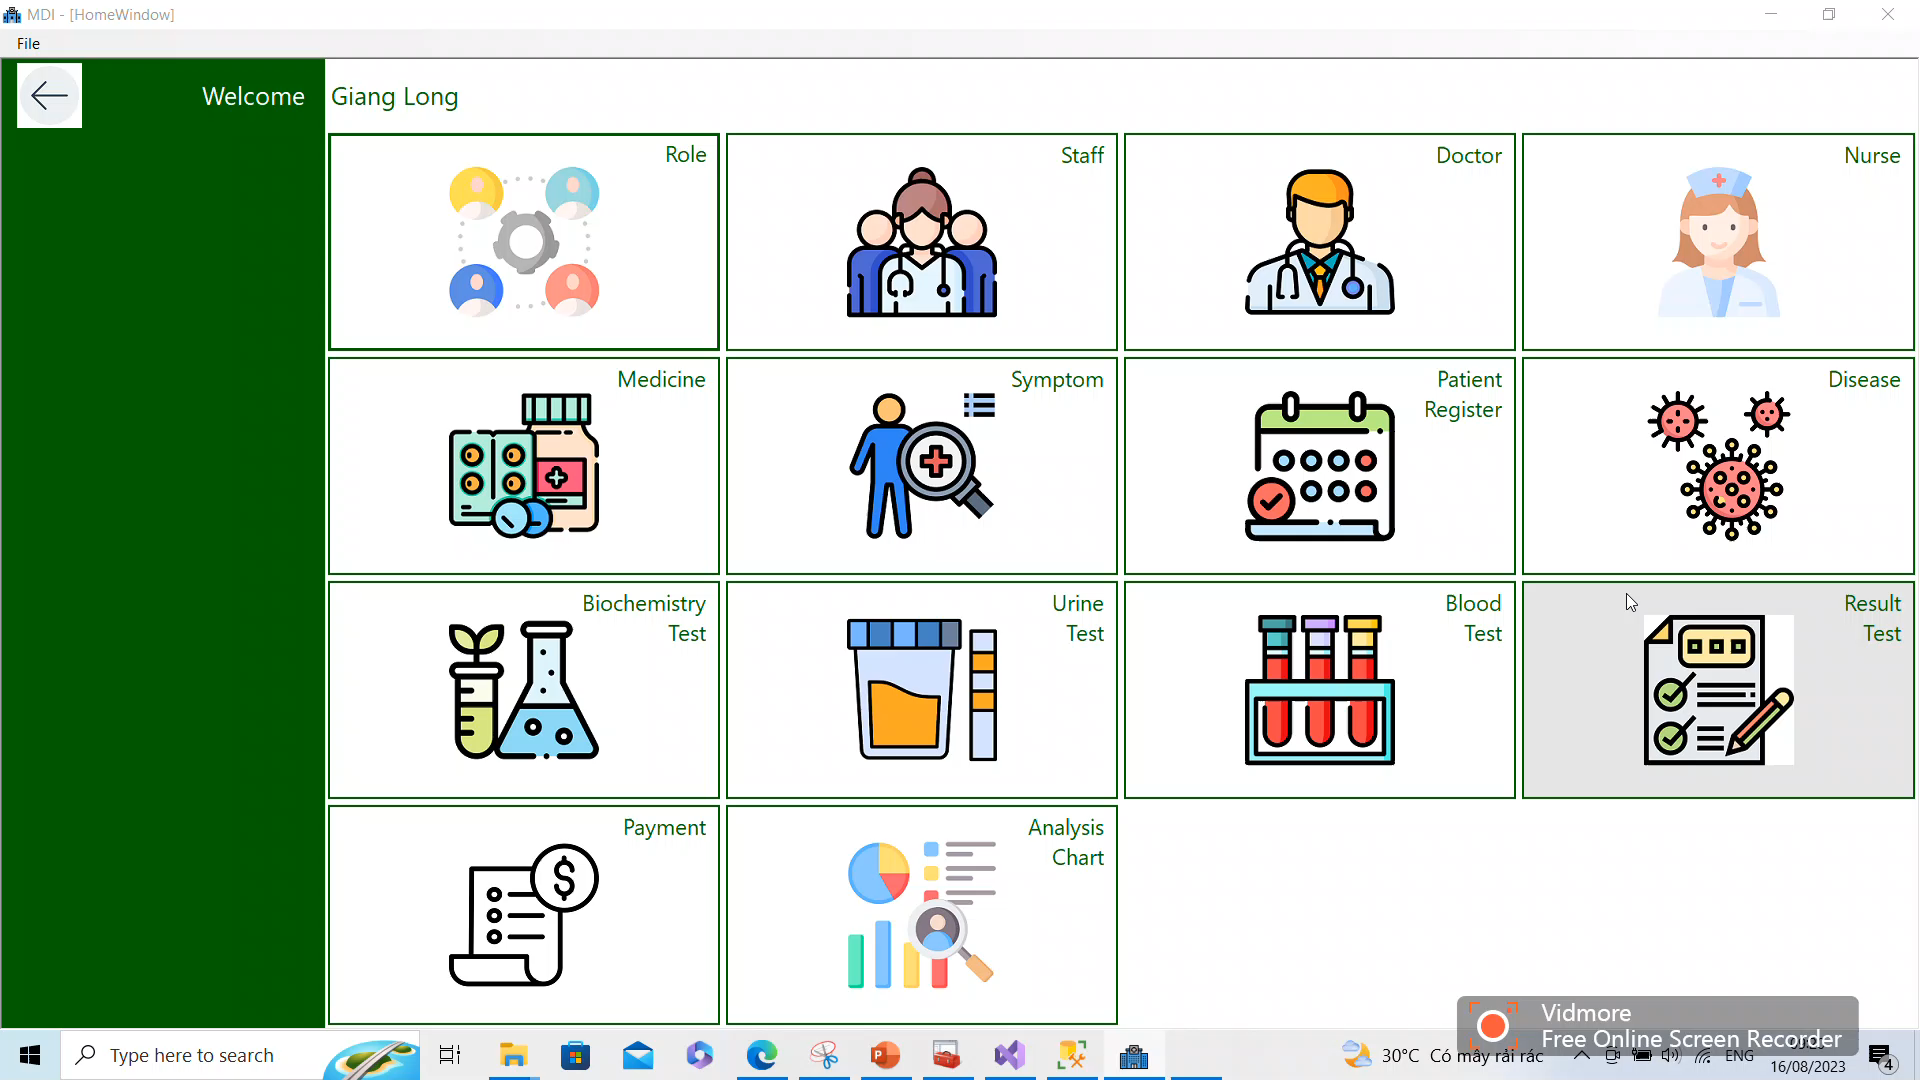 MDI - [HomeWindow]
File
Welcome Giang Long
Role
Staff
Doctor
Nurse
Medicine
Symptom
Patient
Register
Disease
Biochemistry
Test
Urine
Test
Blood
Test
Result
Test
Payment
Analysis
Chart
Vidmore
Free Online Screen Recorder
Type here to search
30°C Có mây rải rác
ENG
16/08/2023
4